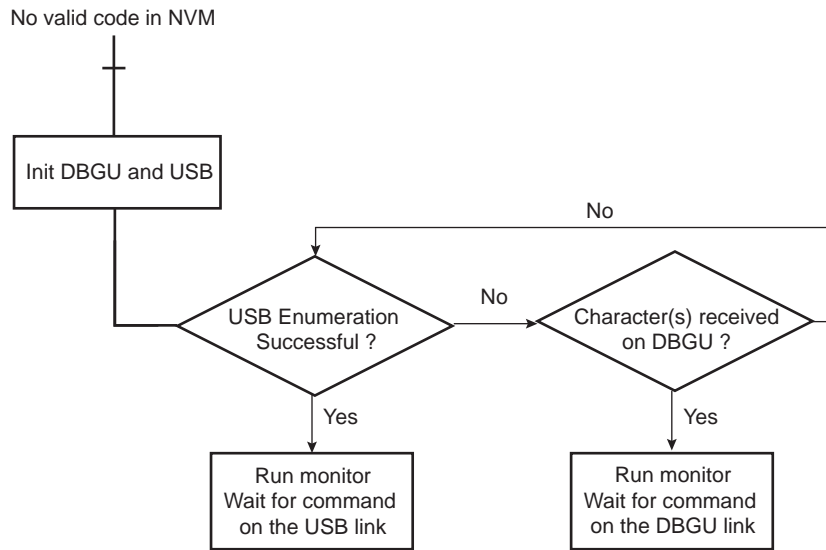 No valid code in NVM
Init DBGU and USB
No
USB Enumeration
Successful ?
No
Character(s) received
on DBGU ?
Yes
Yes
Run monitor
Wait for command
on the USB link
Run monitor
Wait for command
on the DBGU link